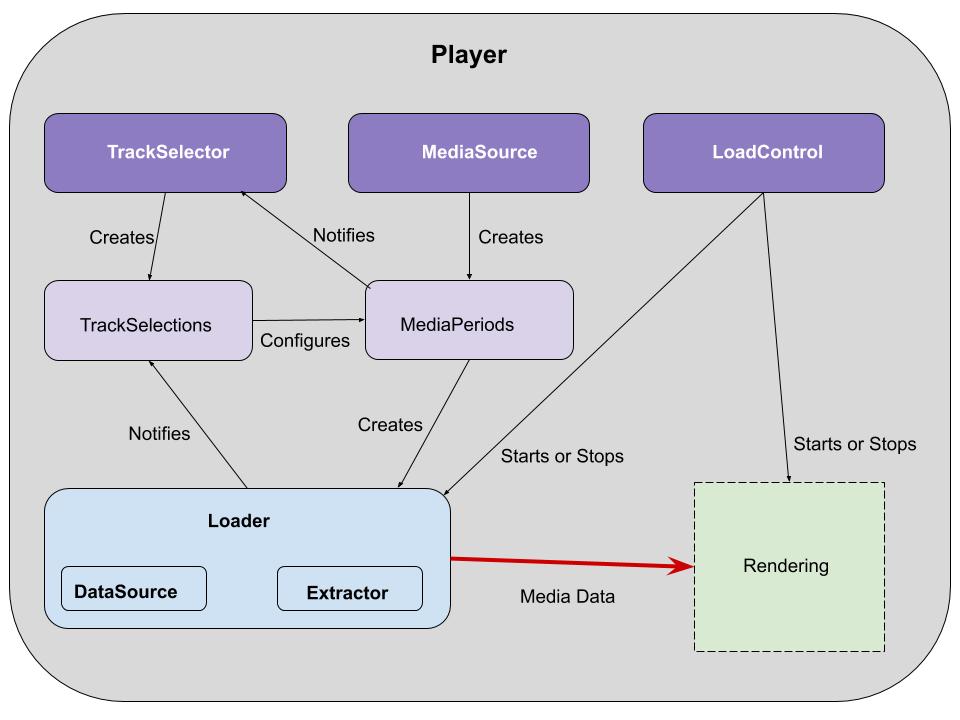 Player
TrackSelector
MediaSource
LoadControl
Creates
Notifies
Creates
TrackSelections
Configures
MediaPeriods
Notifies
Creates
Starts or Stops
Starts or Stops
Loader
DataSource
Extractor
Media Data
Rendering